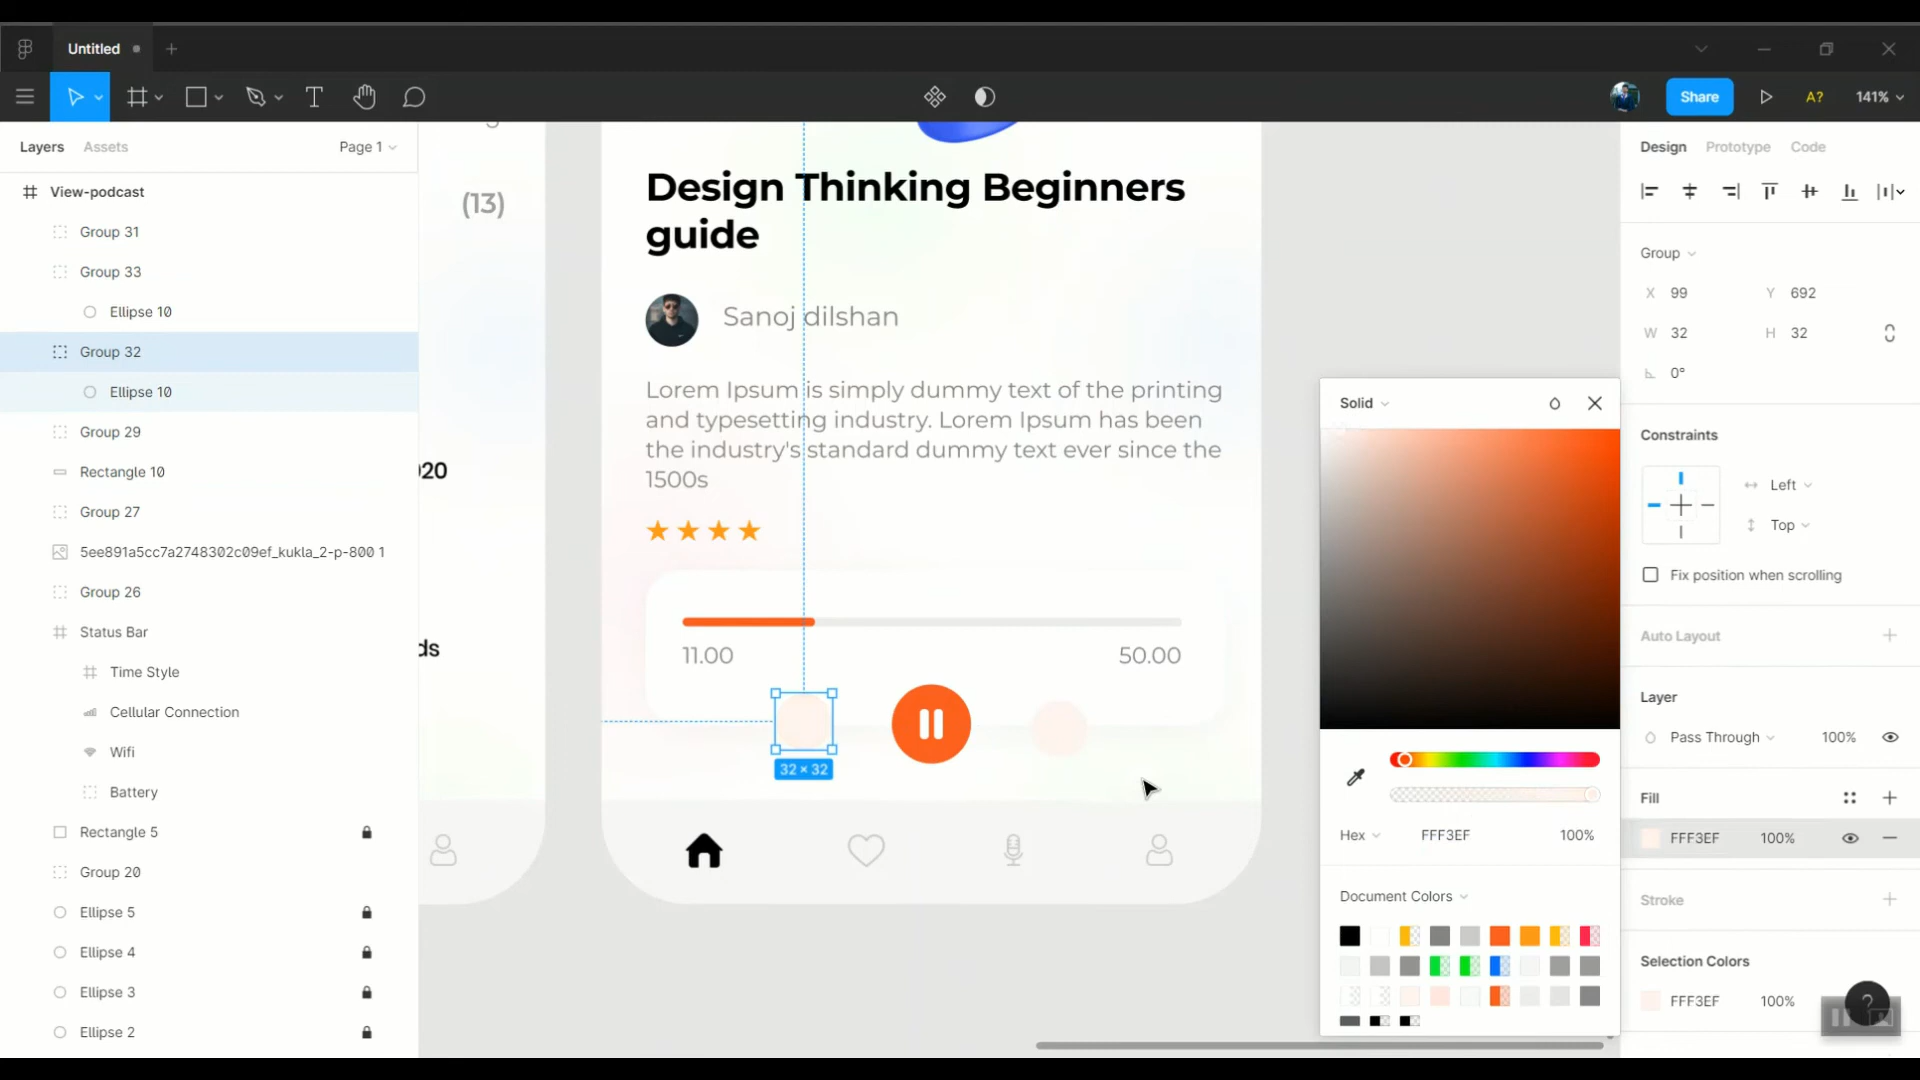 Untitled
Share
A?
141%
Layers
Assets
Page 1
Design
Prototype
Code
View-podcast
Group 31
Group 33
Ellipse 10
Group 32
Ellipse 10
Group 29
Rectangle 10
Group 27
5ee891a5cc7a2748302c09ef_kukla_2-p-800 1
Group 26
Status Bar
Time Style
Cellular Connection
Wifi
Battery
Rectangle 5
Group 20
Ellipse 5
Ellipse 4
Ellipse 3
Ellipse 2
(13)
020
ds
Design Thinking Beginners
guide
Sanoj dilshan
Lorem Ipsum is simply dummy text of the printing
and typesetting industry. Lorem Ipsum has been
the industry's standard dummy text ever since the
1500s
11.00
50.00
32 × 32
Solid
Hex
FFF3EF
100%
Document Colors
Group
X 99
Y 692
W 32
H 32
0°
Constraints
Left
Top
Fix position when scrolling
Auto Layout
Layer
Pass Through
100%
Fill
FFF3EF
100%
Stroke
Selection Colors
FFF3EF
100%
?